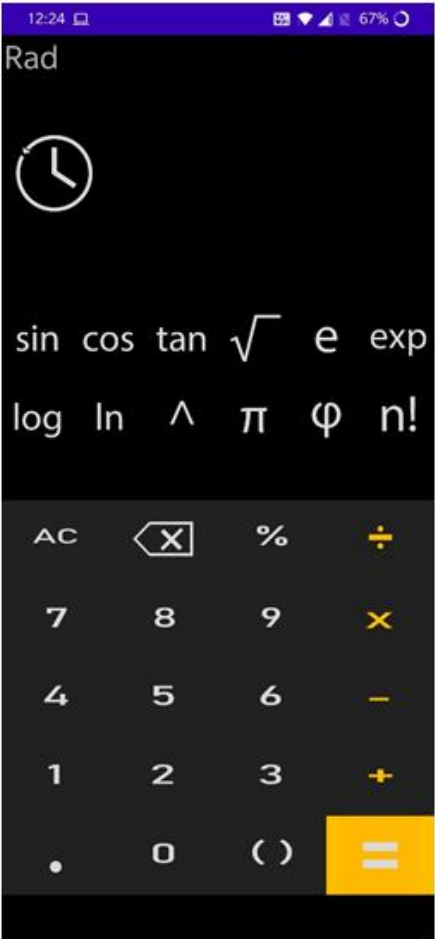 12:24 67%
Rad
sin cos tan √ e exp
log ln ^ π φ n!
AC % ÷
7 8 9 ×
4 5 6 −
1 2 3 +
. 0 ( ) =